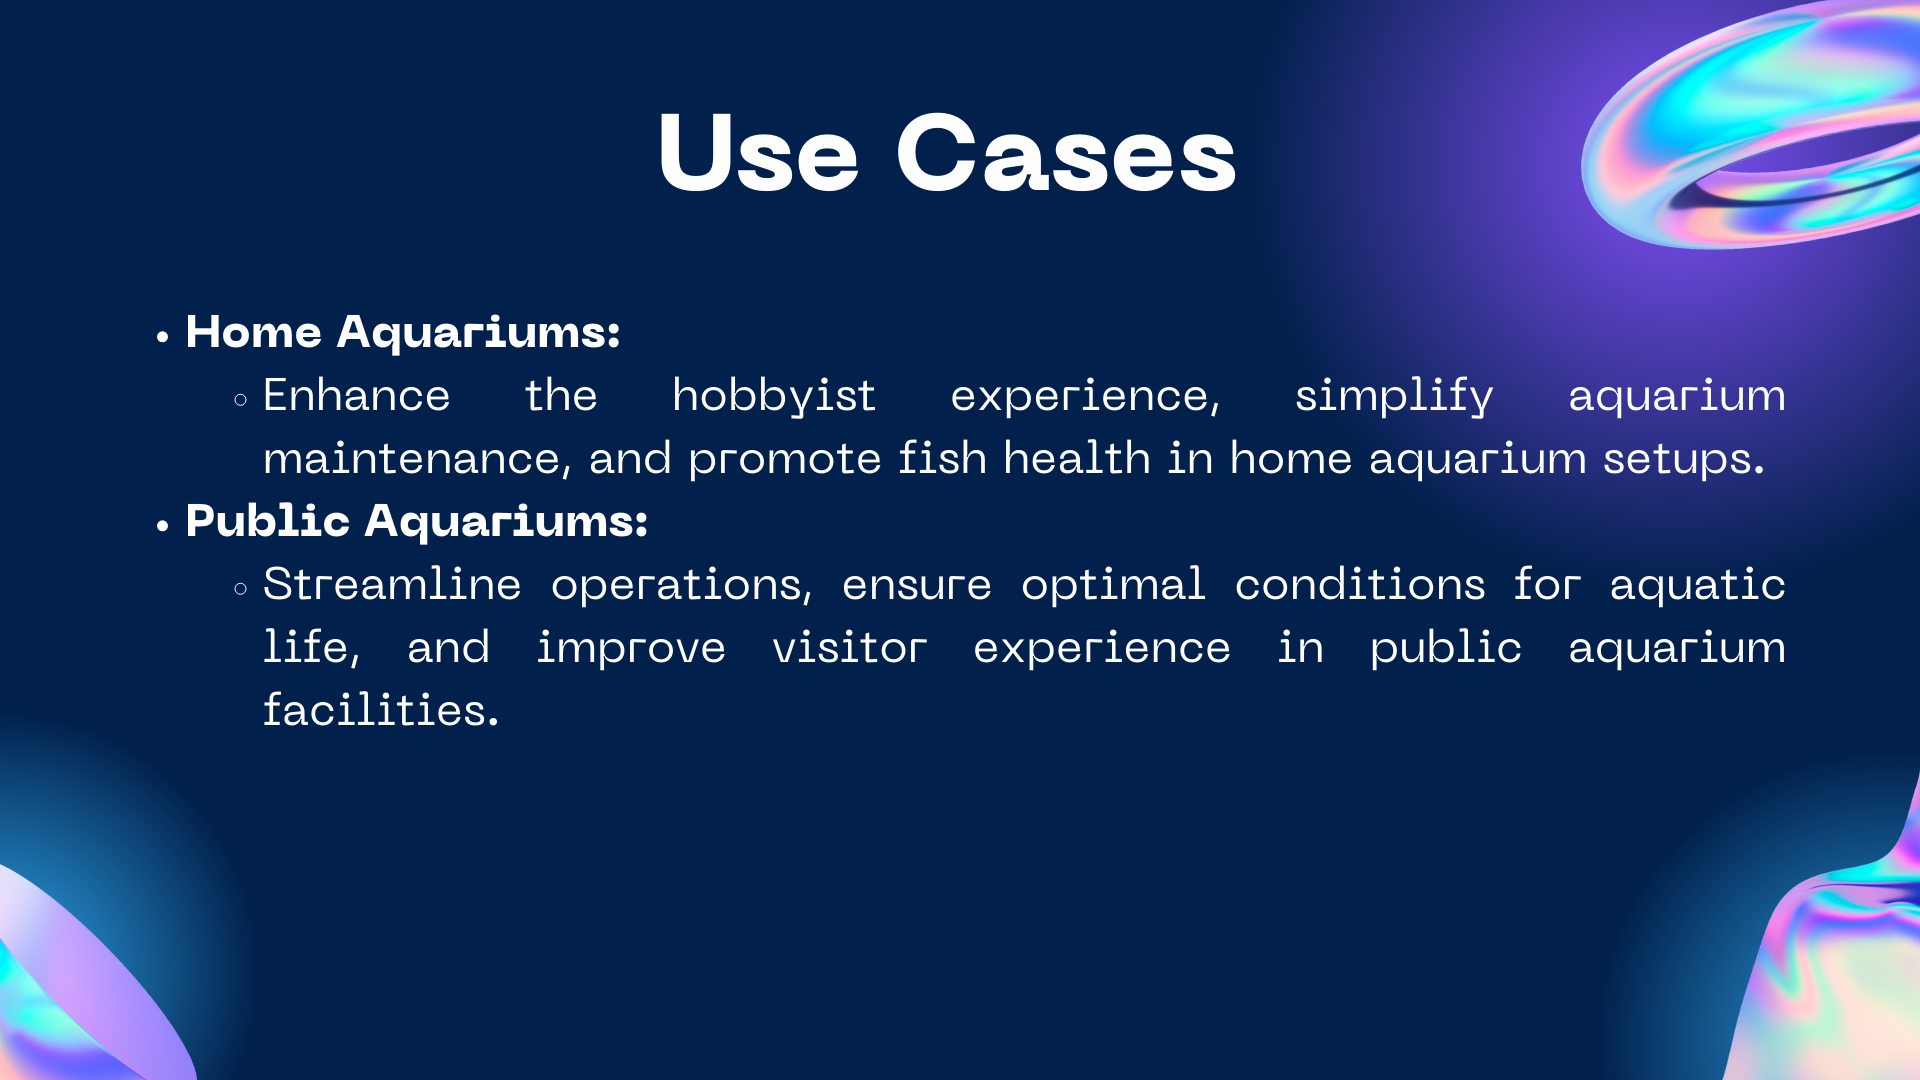 Use Cases
• Home Aquariums:
◦ Enhance the hobbyist experience, simplify aquarium
maintenance, and promote fish health in home aquarium setups.
• Public Aquariums:
◦ Streamline operations, ensure optimal conditions for aquatic
life, and improve visitor experience in public aquarium
facilities.